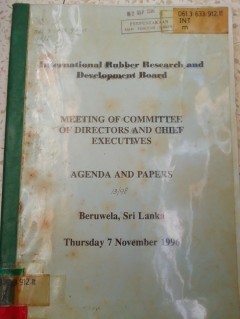 INT
International Rubber Research and
Development Board
MEETING OF COMMITTEE
OF DIRECTORS AND CHIEF
EXECUTIVES
AGENDA AND PAPERS
Beruwela, Sri Lanka
Thursday 7 November 1996